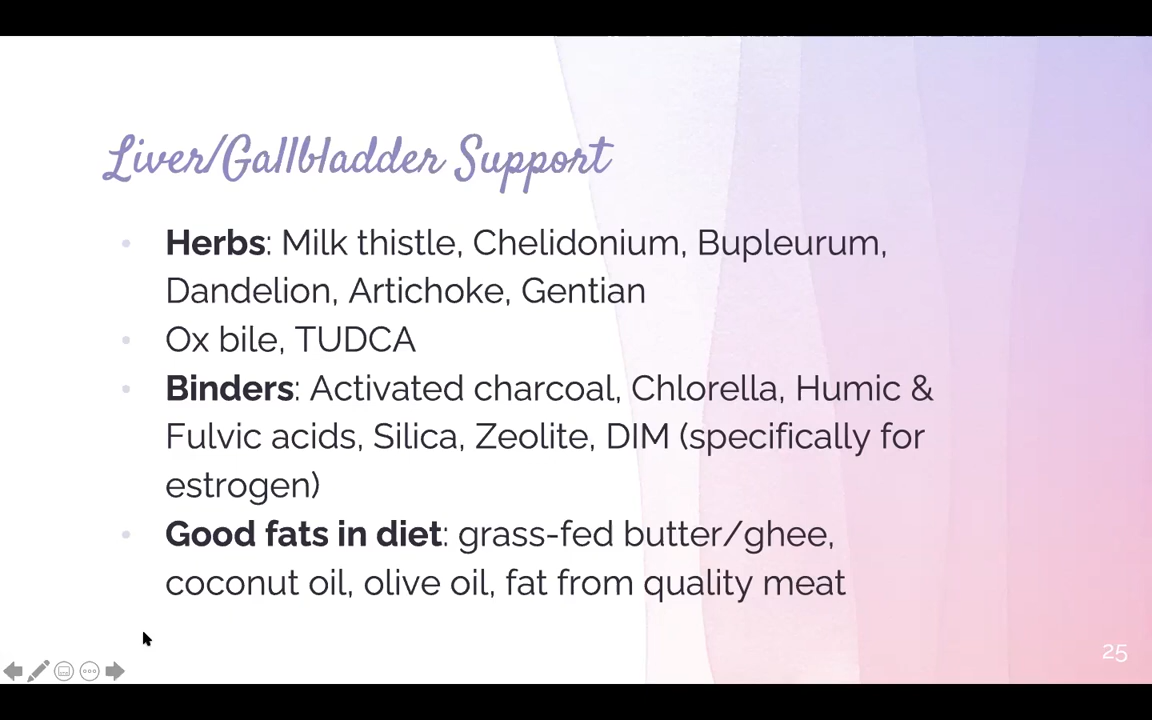 Liver/Gallbladder Support
• Herbs: Milk thistle, Chelidonium, Bupleurum,
Dandelion, Artichoke, Gentian
• Ox bile, TUDCA
• Binders: Activated charcoal, Chlorella, Humic &
Fulvic acids, Silica, Zeolite, DIM (specifically for
estrogen)
• Good fats in diet: grass-fed butter/ghee,
coconut oil, olive oil, fat from quality meat
25